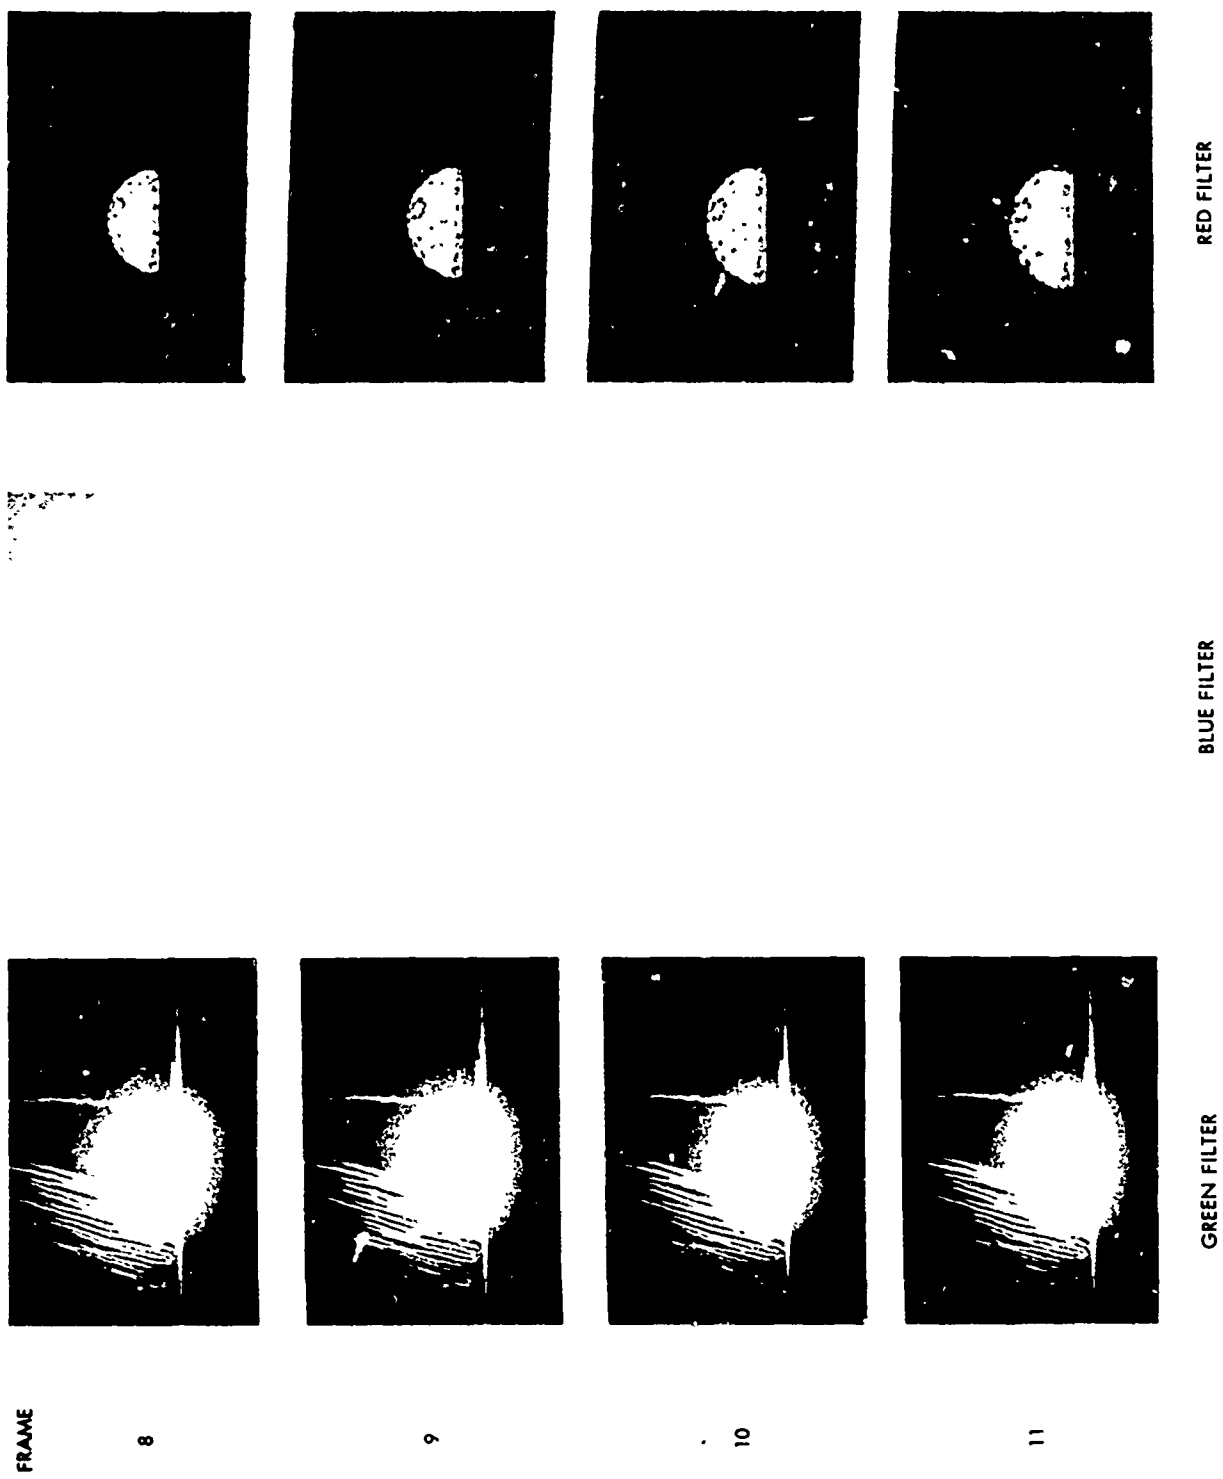 FRAME
8
9
10
11
GREEN FILTER
BLUE FILTER
RED FILTER